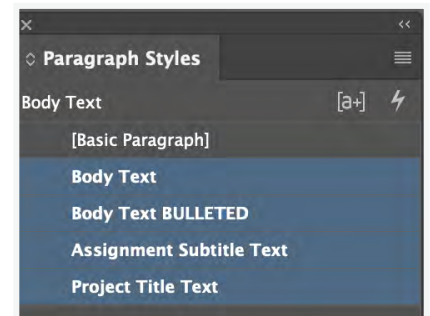 Paragraph Styles
Body Text [a+]
[Basic Paragraph]
Body Text
Body Text BULLETED
Assignment Subtitle Text
Project Title Text